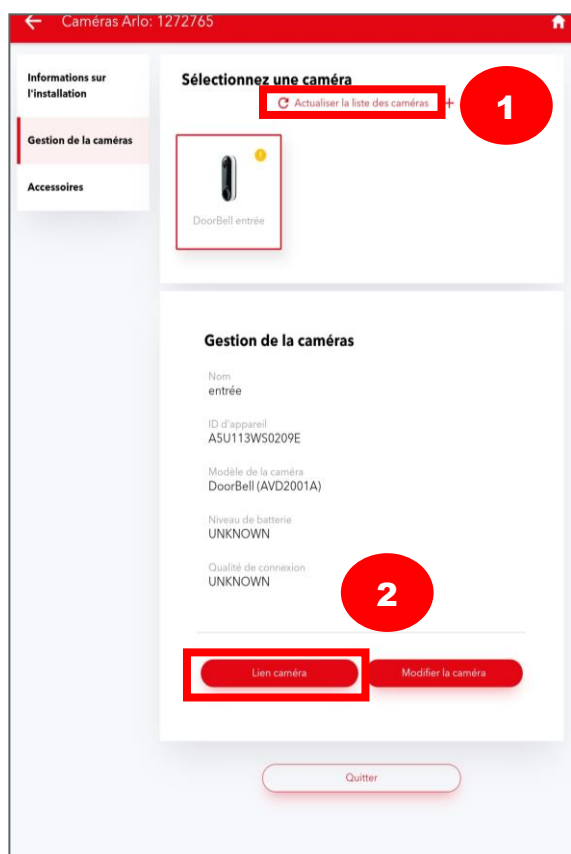 Caméras Arlo: 1272765
Informations sur
l'installation
Gestion de la caméras
Accessoires
Sélectionnez une caméra
Actualiser la liste des caméras +
1
DoorBell entrée
Gestion de la caméras
Nom
entrée
ID d'appareil
A5U113WS0209E
Modèle de la caméra
DoorBell (AVD2001A)
Niveau de batterie
UNKNOWN
Qualité de connexion
UNKNOWN
2
Lien caméra
Modifier la caméra
Quitter